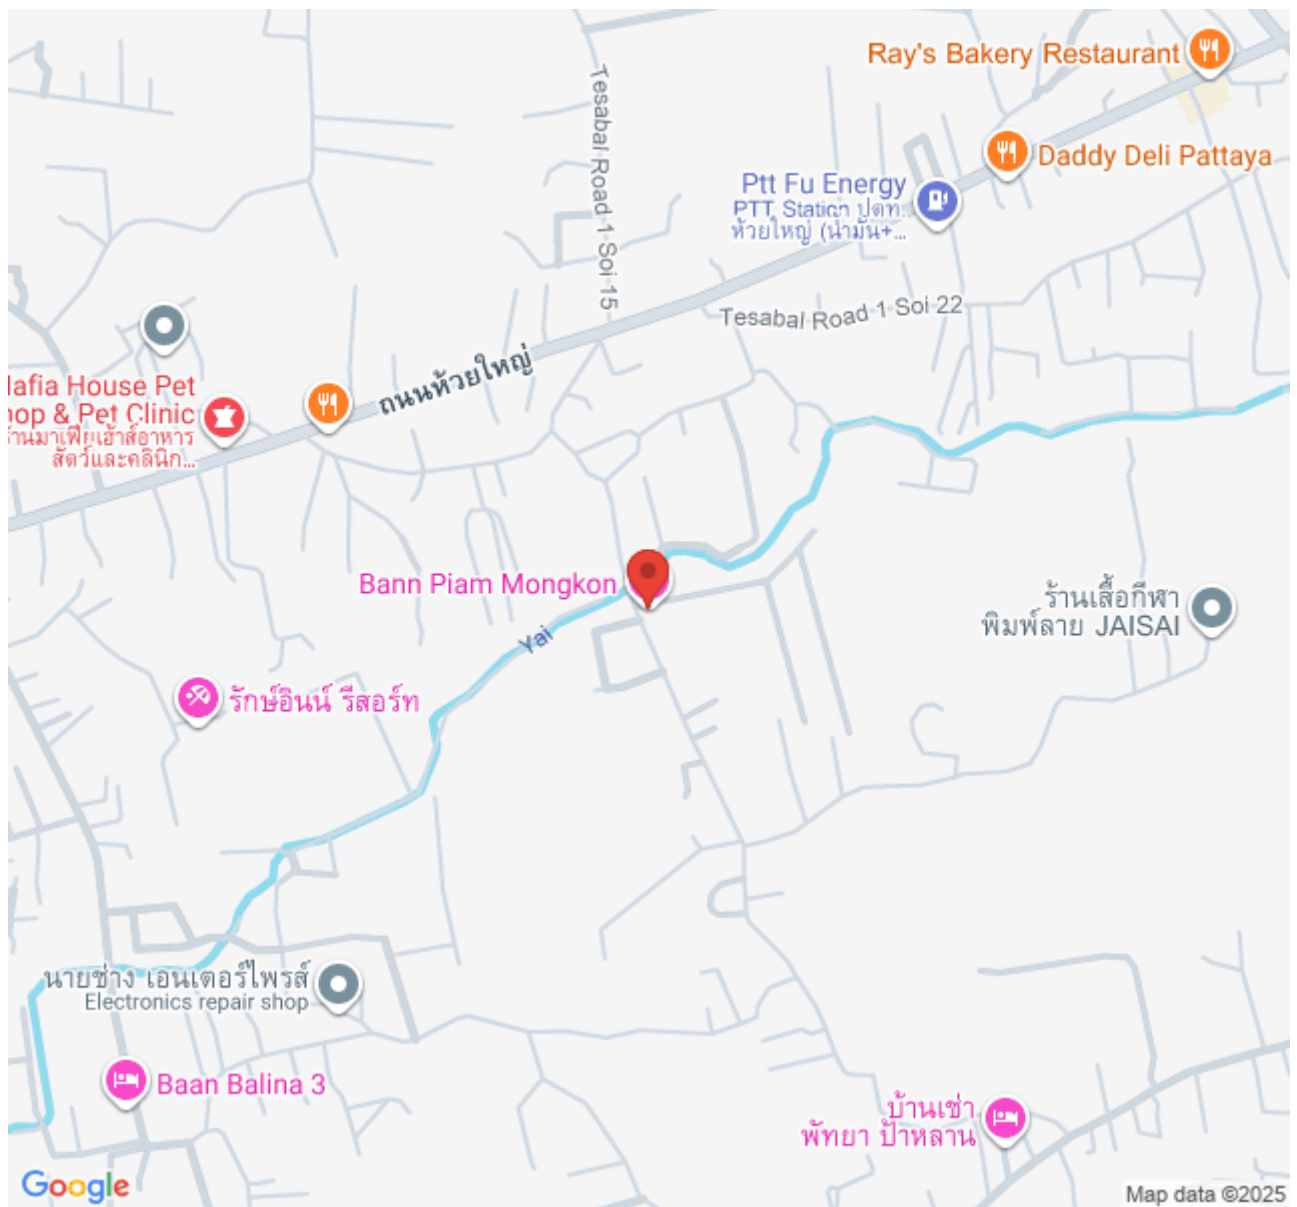 Ray's Bakery Restaurant
Daddy Deli Pattaya
Ptt Fu Energy
PTT Station ปตท.
ห้วยใหญ่ (น้ำมัน+...
Tesabal Road 1 Soi 15
Tesabal Road 1 Soi 22
ถนนห้วยใหญ่
Mafia House Pet
hop & Pet Clinic
ร้านมาเฟียเฮ้าส์อาหาร
สัตว์และคลินิก...
Bann Piam Mongkon
Yai
ร้านเสื้อกีฬา
พิมพ์ลาย JAISAI
รักษ์อินน์ รีสอร์ท
นายช่าง เอนเตอร์ไพรส์
Electronics repair shop
Baan Balina 3
บ้านเช่า
พัทยา ป้าหลาน
Google
Map data ©2025